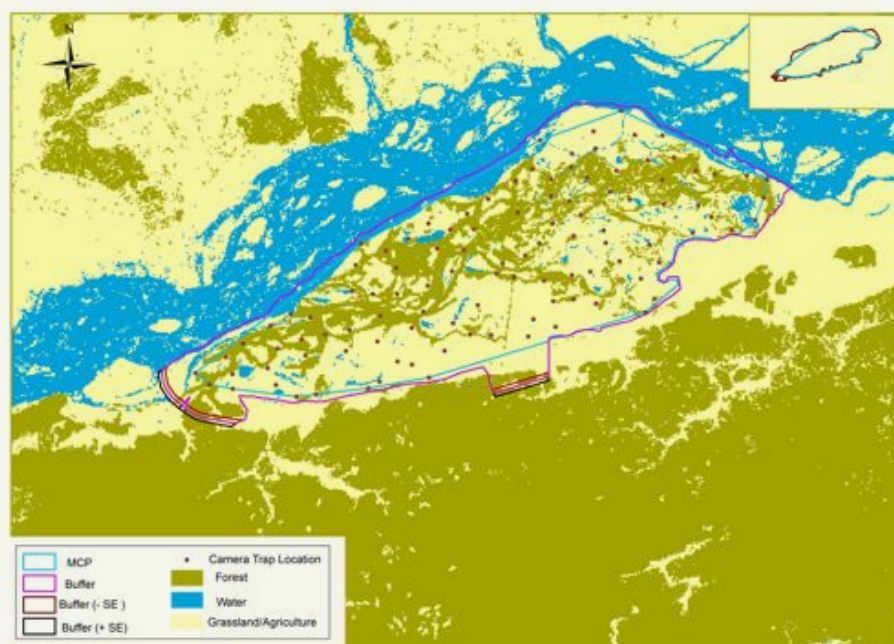 N
MCP
Buffer
Buffer (- SE )
Buffer (+ SE)
Camera Trap Location
Forest
Water
Grassland/Agriculture